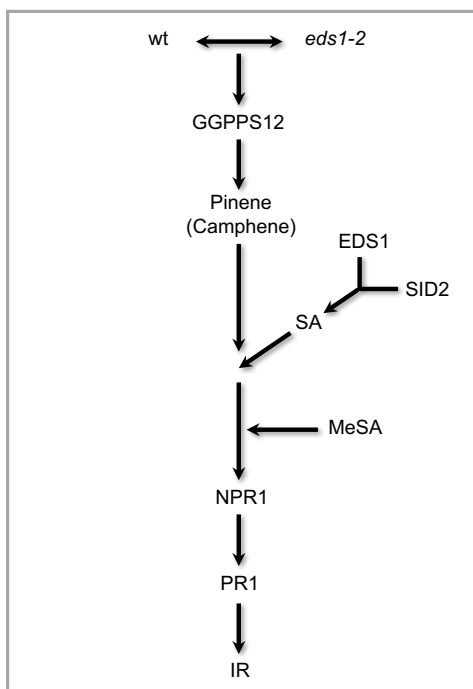 wt eds1-2
GGPPS12
Pinene
(Camphene)
EDS1
SID2
SA
MeSA
NPR1
PR1
IR